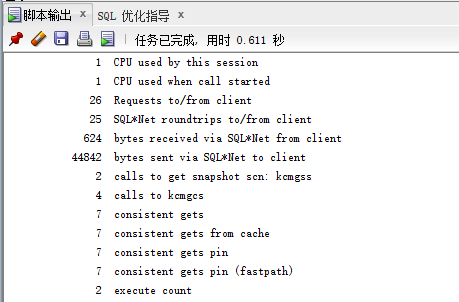 脚本输出 x SQL 优化指导 x
任务已完成, 用时 0.611 秒
1 CPU used by this session
1 CPU used when call started
26 Requests to/from client
25 SQL*Net roundtrips to/from client
624 bytes received via SQL*Net from client
44842 bytes sent via SQL*Net to client
2 calls to get snapshot scn: kcmgss
4 calls to kcmgcs
7 consistent gets
7 consistent gets from cache
7 consistent gets pin
7 consistent gets pin (fastpath)
2 execute count